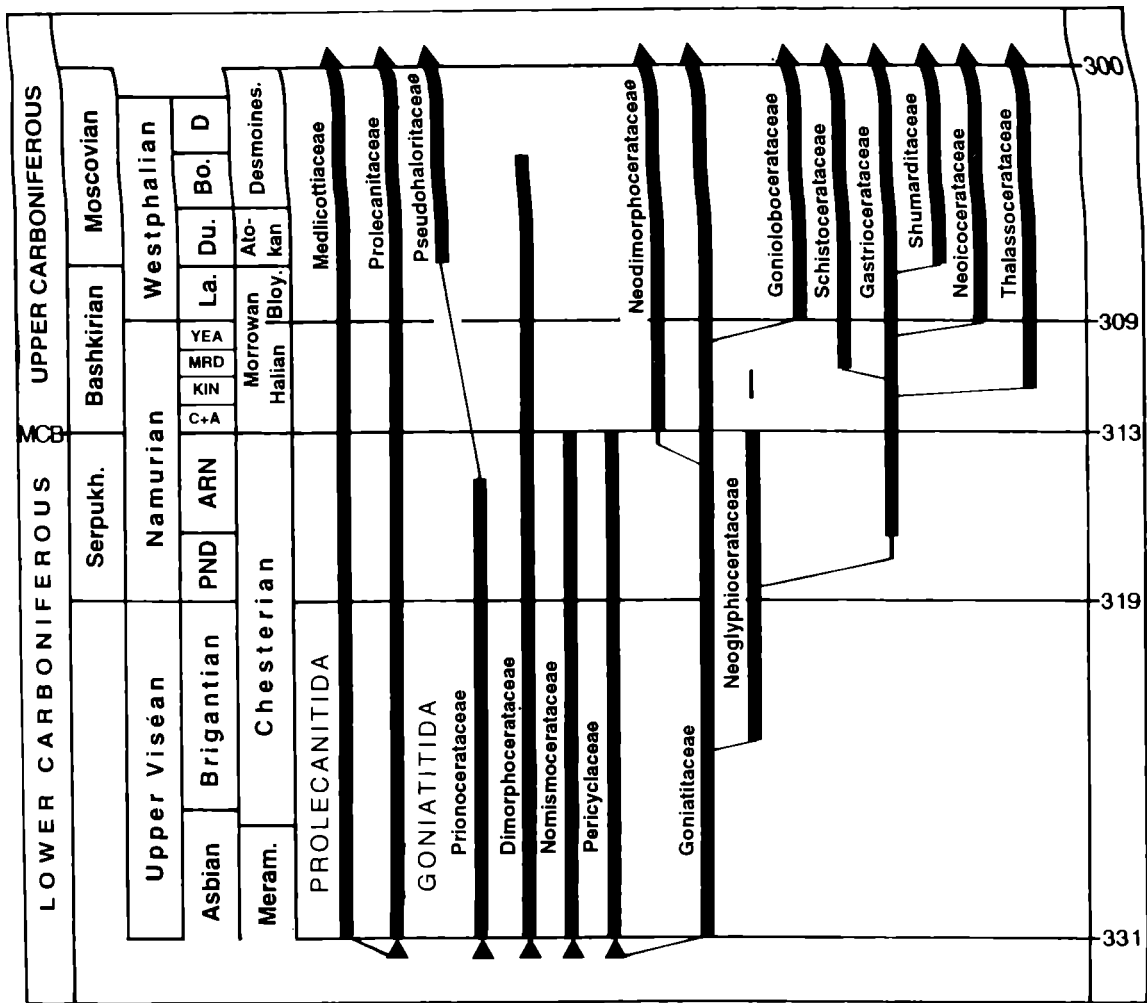 UPPER CARBONIFEROUS
MCB
LOWER CARBONIFEROUS
Moscovian
Bashkirian
Serpukh.
Westphalian
Namurian
Upper Viséan
D
Bo.
Du.
La.
YEA
MRD
KIN
C+A
ARN
PND
Brigantian
Asbian
Desmoines.
Ato-
kan
Morrowan
Bloy.
Halian
Chesterian
Meram.
PROLECANITIDA
Medlicottiaceae
Prolecanitaceae
GONIATITIDA
Pseudohaloritaceae
Prionocerataceae
Dimorphocerataceae
Nomismocerataceae
Pericyclaceae
Neodimorphocerataceae
Goniatitaceae
Neoglyphiocerataceae
Goniolobocerataceae
Schistocerataceae
Gastriocerataceae
Shumarditaceae
Neoicocerataceae
Thalassocerataceae
300
309
313
319
331